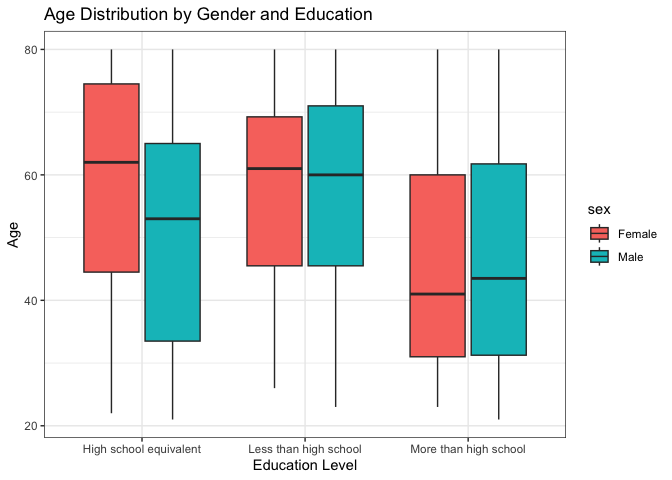 Age Distribution by Gender and Education
80
60
40
20
Age
High school equivalent
Less than high school
More than high school
Education Level
sex
Female
Male